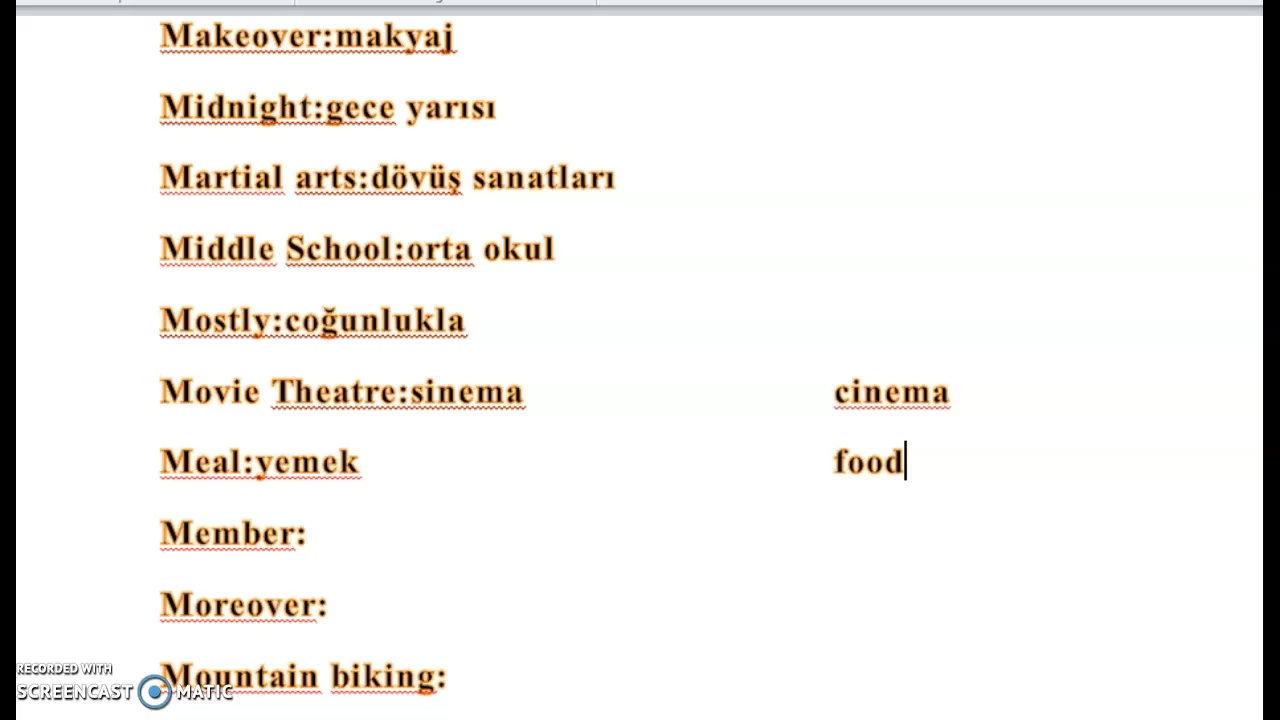 Makeover:makyaj
Midnight:gece yarısı
Martial arts:dövüş sanatları
Middle School:orta okul
Mostly:coğunlukla
Movie Theatre:sinema cinema
Meal:yemek food
Member:
Moreover:
Mountain biking:
RECORDED WITH
SCREENCAST MATIC